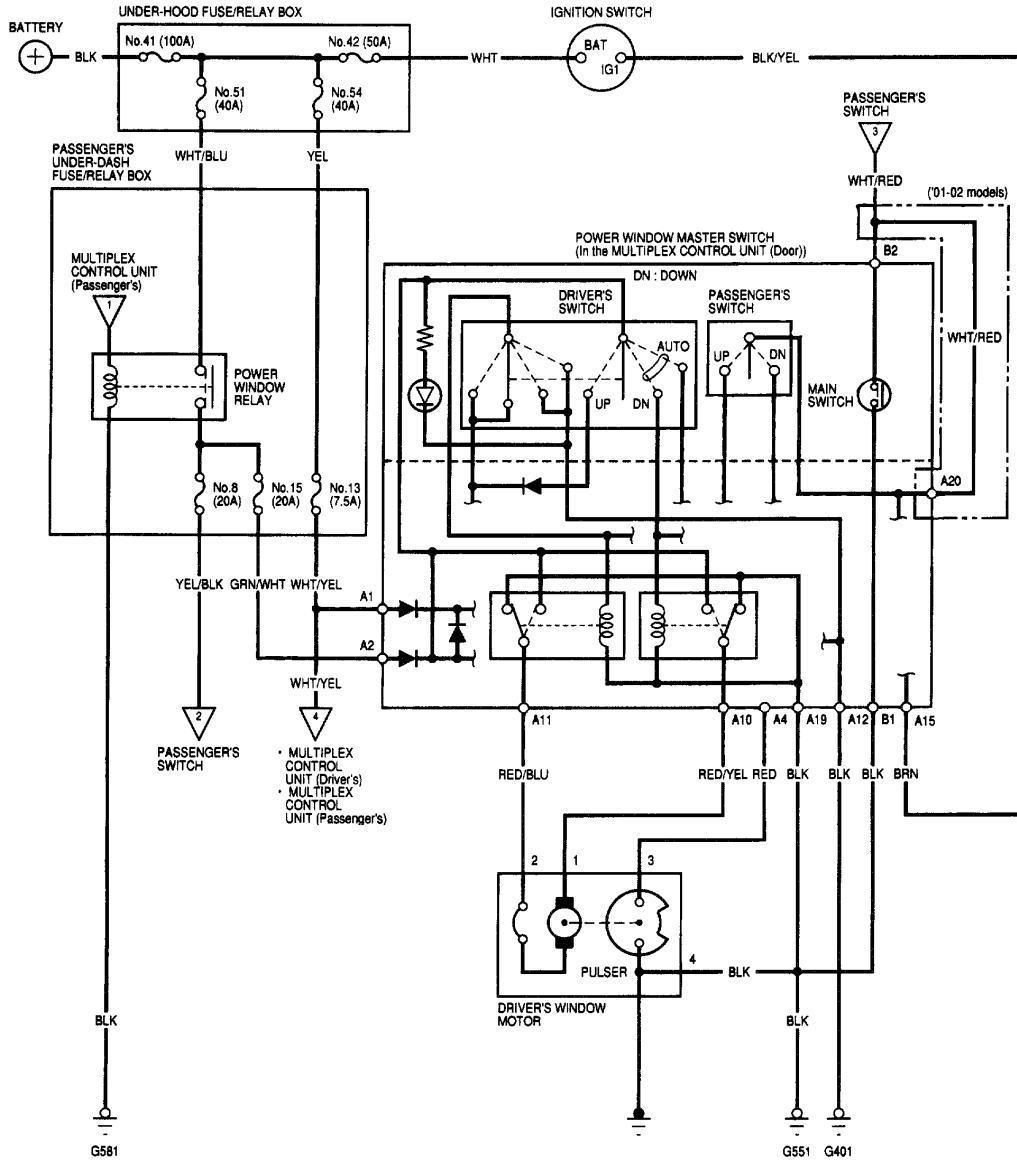 UNDER-HOOD FUSE/RELAY BOX
IGNITION SWITCH
BATTERY
No.41 (100A)
No.42 (50A)
BAT
IG1
BLK
WHT
BLK/YEL
No.51
(40A)
No.54
(40A)
PASSENGER'S
SWITCH
3
PASSENGER'S
UNDER-DASH
FUSE/RELAY BOX
WHT/BLU
YEL
WHT/RED
('01-02 models)
POWER WINDOW MASTER SWITCH
(In the MULTIPLEX CONTROL UNIT (Door))
B2
MULTIPLEX
CONTROL UNIT
(Passenger's)
1
DN : DOWN
DRIVER'S
SWITCH
PASSENGER'S
SWITCH
WHT/RED
AUTO
UP
DN
UP
DN
MAIN
SWITCH
POWER
WINDOW
RELAY
No.8
(20A)
No.15
(20A)
No.13
(7.5A)
A20
YEL/BLK
GRN/WHT
WHT/YEL
A1
A2
WHT/YEL
2
4
PASSENGER'S
SWITCH
• MULTIPLEX
CONTROL
UNIT (Driver's)
• MULTIPLEX
CONTROL
UNIT (Passenger's)
A11
A10
A4
A19
A12
B1
A15
RED/BLU
RED/YEL
RED
BLK
BLK
BLK
BRN
2
1
3
4
PULSER
BLK
DRIVER'S WINDOW
MOTOR
BLK
BLK
G581
G551
G401